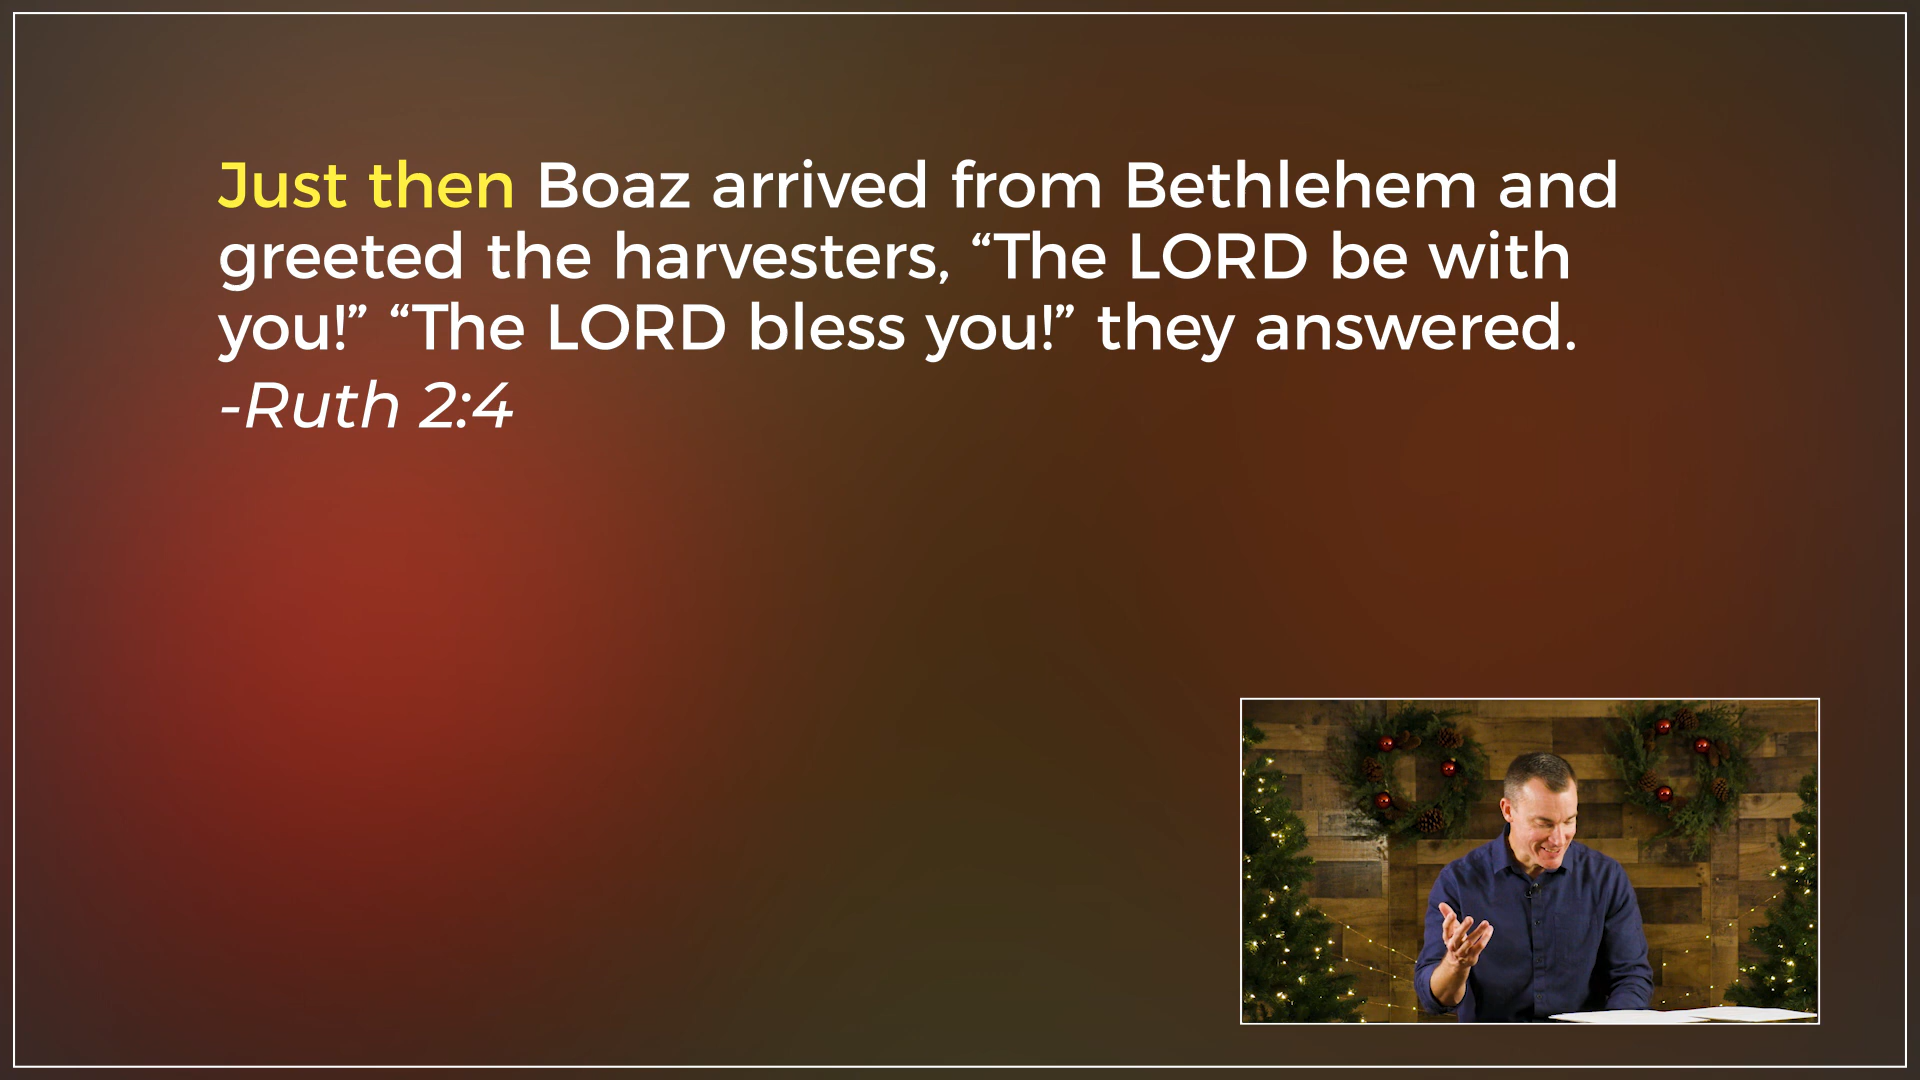 Just then Boaz arrived from Bethlehem and
greeted the harvesters, “The LORD be with
you!” “The LORD bless you!” they answered.
-Ruth 2:4